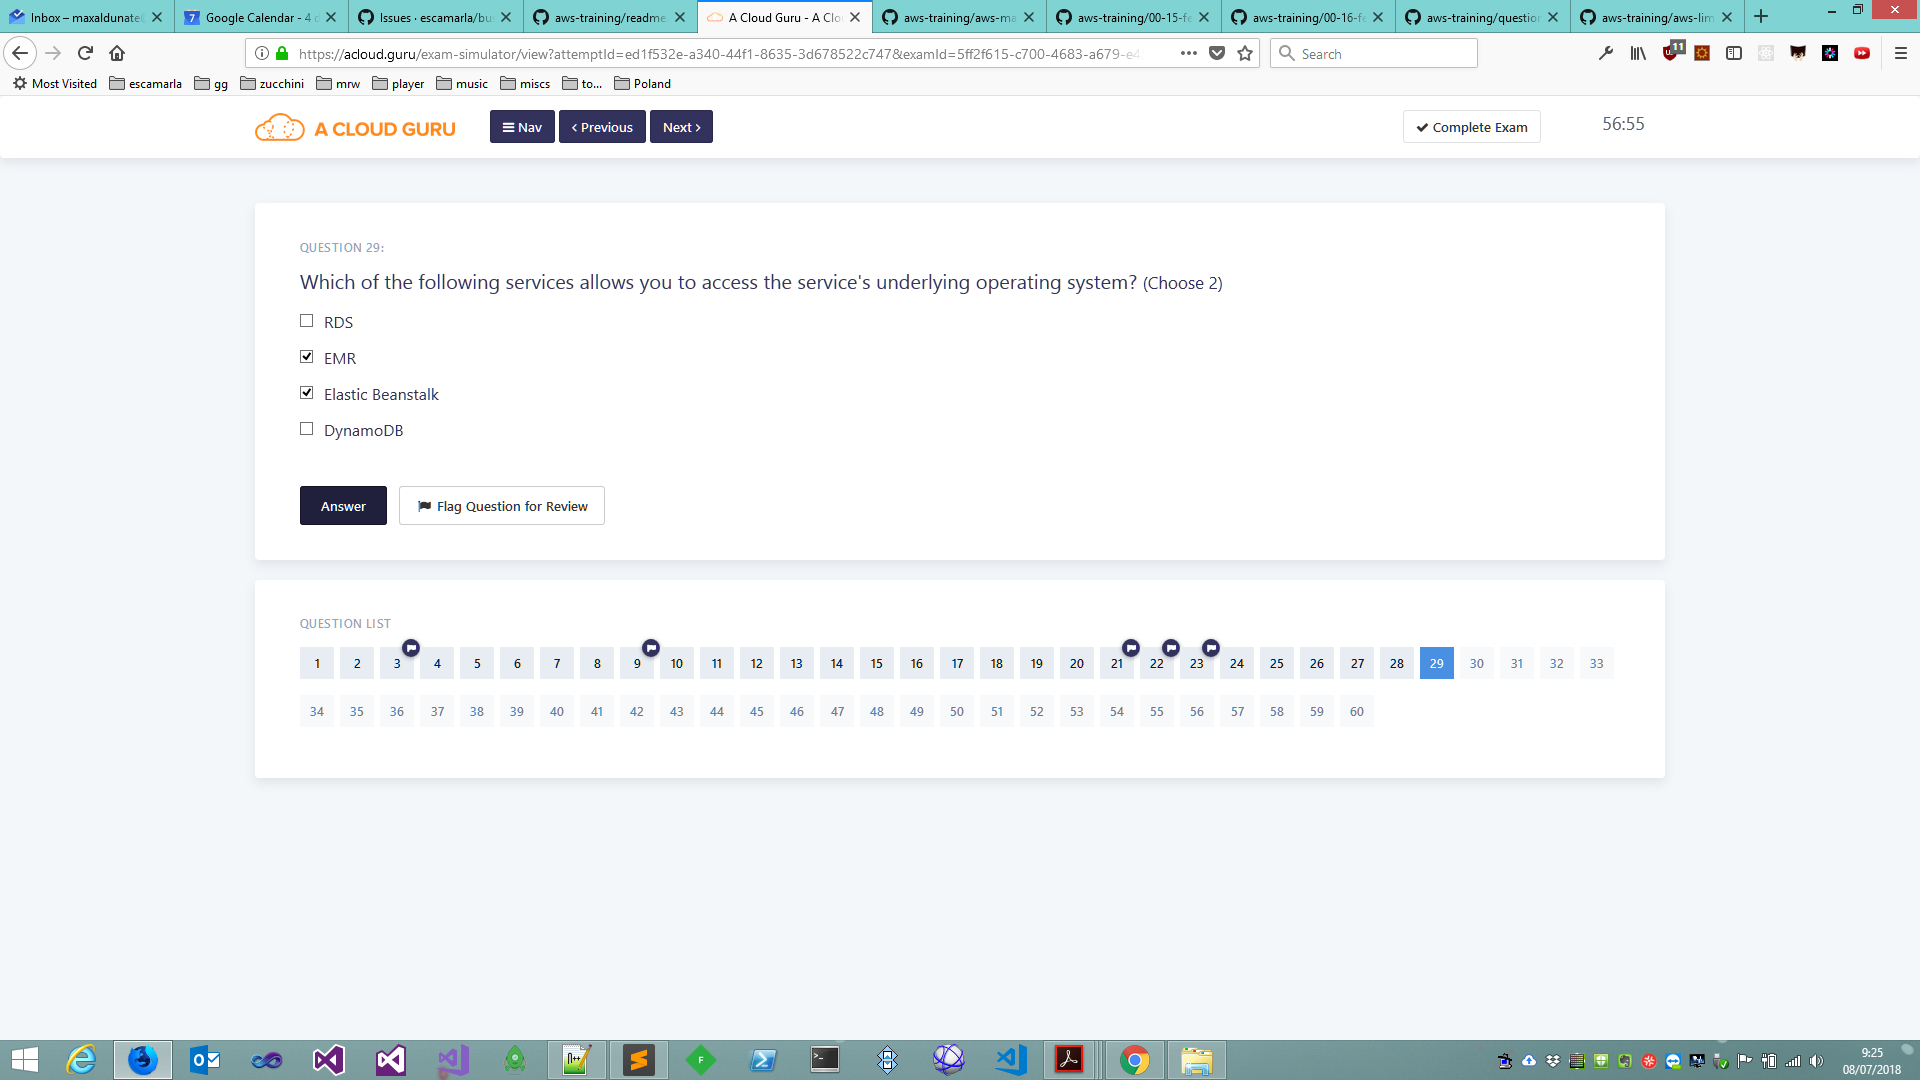 Inbox – maxaldunate
Google Calendar - 4 d
Issues · escamarla/bu
aws-training/readme.
A Cloud Guru - A Clo
aws-training/aws-ma
aws-training/00-15-fe
aws-training/00-16-fe
aws-training/question
aws-training/aws-lim
https://acloud.guru/exam-simulator/view?attemptId=ed1f532e-a340-44f1-8635-3d678522c747&examId=5ff2f615-c700-4683-a679-e4
Search
11
Most Visited escamarla gg zucchini mrw player music miscs to... Poland
A CLOUD GURU
Nav
Previous
Next
Complete Exam
56:55
QUESTION 29:
Which of the following services allows you to access the service's underlying operating system? (Choose 2)
RDS
EMR
Elastic Beanstalk
DynamoDB
Answer
Flag Question for Review
QUESTION LIST
1 2 3 4 5 6 7 8 9 10 11 12 13 14 15 16 17 18 19 20 21 22 23 24 25 26 27 28 29 30 31 32 33
34 35 36 37 38 39 40 41 42 43 44 45 46 47 48 49 50 51 52 53 54 55 56 57 58 59 60
9:25
08/07/2018